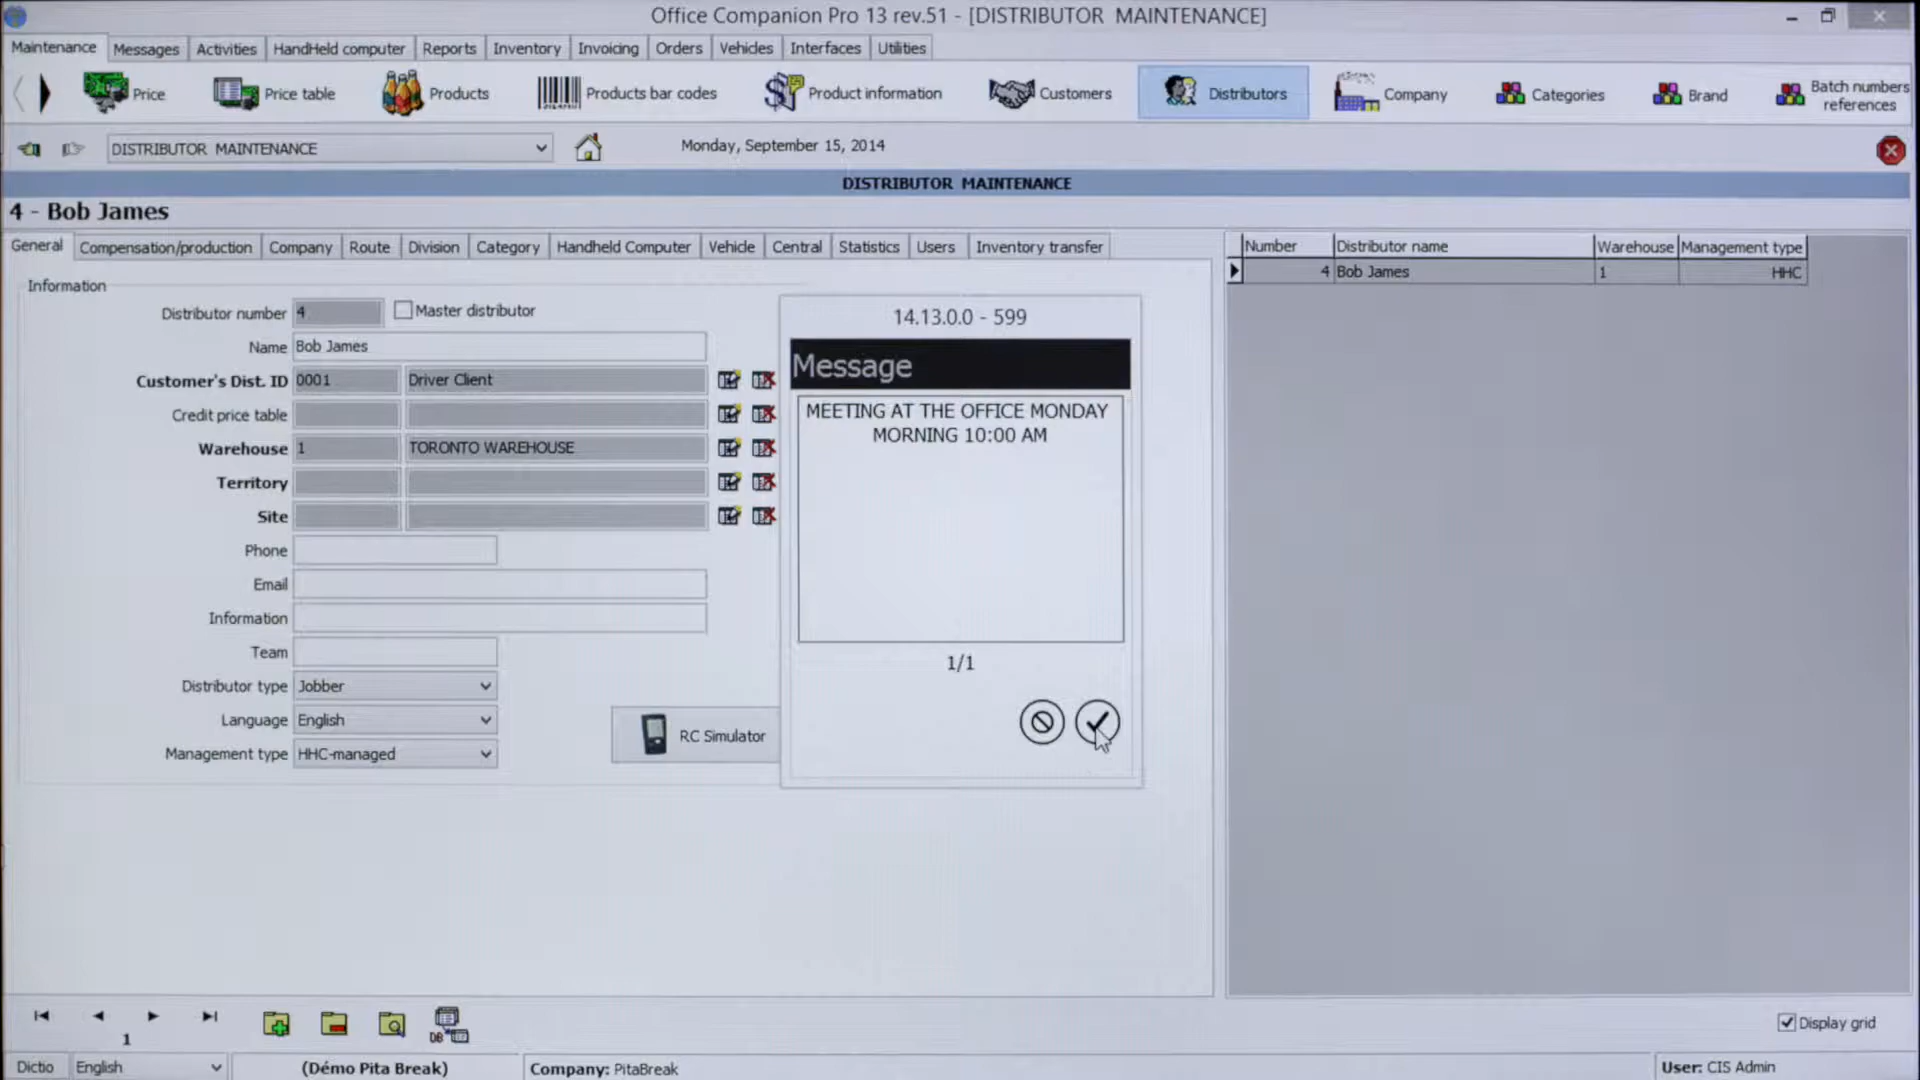 Office Companion Pro 13 rev.51 - [DISTRIBUTOR MAINTENANCE]
Maintenance Messages Activities HandHeld computer Reports Inventory Invoicing Orders Vehicles Interfaces Utilities
Price Price table Products Products bar codes Product information Customers Distributors Company Categories Brand Batch numbers references
DISTRIBUTOR MAINTENANCE
Monday, September 15, 2014
DISTRIBUTOR MAINTENANCE
4 - Bob James
General Compensation/production Company Route Division Category Handheld Computer Vehicle Central Statistics Users Inventory transfer
Number Distributor name Warehouse Management type
4 Bob James 1 HHC
Information
Distributor number 4 Master distributor
Name Bob James
Customer's Dist. ID 0001 Driver Client
Credit price table
Warehouse 1 TORONTO WAREHOUSE
Territory
Site
Phone
Email
Information
Team
Distributor type Jobber
Language English
Management type HHC-managed
RC Simulator
14.13.0.0 - 599
Message
MEETING AT THE OFFICE MONDAY
MORNING 10:00 AM
1/1
1
DB
Display grid
Dictio English (Démo Pita Break) Company: PitaBreak User: CIS Admin